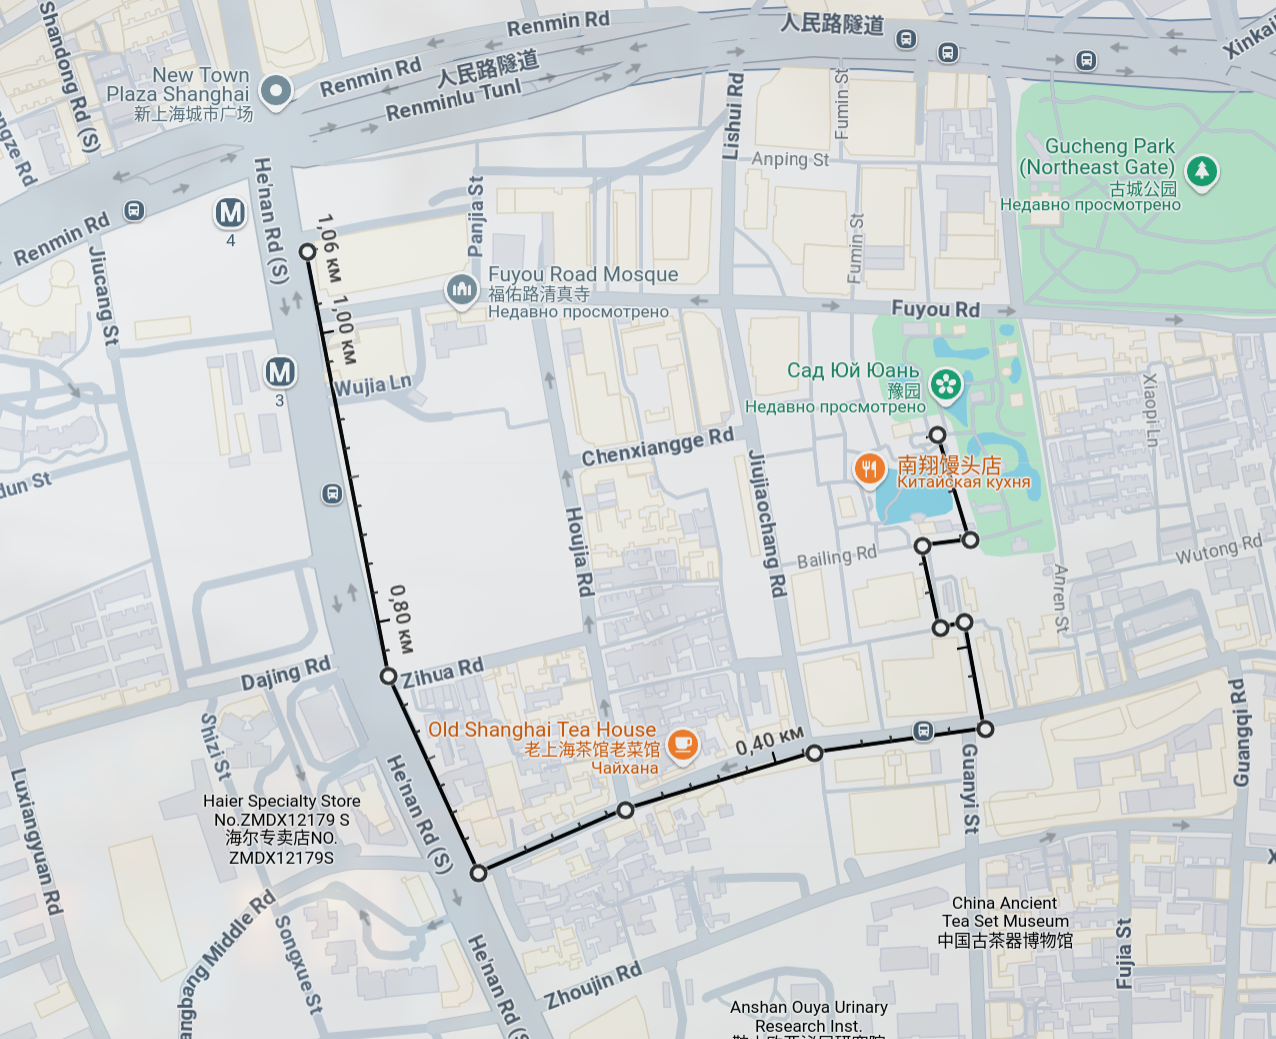 Renmin Rd
人民路隧道
Xinkai
Shandong Rd (S)
Renmin Rd
人民路隧道
Renminlu Tunl
New Town
Plaza Shanghai
新上海城市广场
Lishui Rd
Fumin St
Anping St
Gucheng Park
(Northeast Gate)
古城公园
Недавно просмотрено
He'nan Rd (S)
M
4
Renmin Rd
Jiucang St
Panjia St
Fumin St
1,06 км
Fuyou Road Mosque
福佑路清真寺
Недавно просмотрено
Fuyou Rd
1,00 км
M
3
Wujia Ln
Сад Юй Юань
豫园
Недавно просмотрено
Xiaopi Ln
Chenxiangge Rd
南翔馒头店
Китайская кухня
dun St
Houjia Rd
Jiujiaochang Rd
Bailing Rd
Wutong Rd
Anren St
0,80 км
Dajing Rd
Zihua Rd
Shizi St
Old Shanghai Tea House
老上海茶馆老菜馆
Чайхана
0,40 км
Guangqi Rd
Guanyi St
Luxiangyuan Rd
He'nan Rd (S)
Haier Specialty Store
No.ZMDX12179 S
海尔专卖店NO.
ZMDX12179S
angbang Middle Rd
Songxue St
He'nan Rd (S)
Zhoujin Rd
China Ancient
Tea Set Museum
中国古茶器博物馆
Fujia St
Anshan Ouya Urinary
Research Inst.